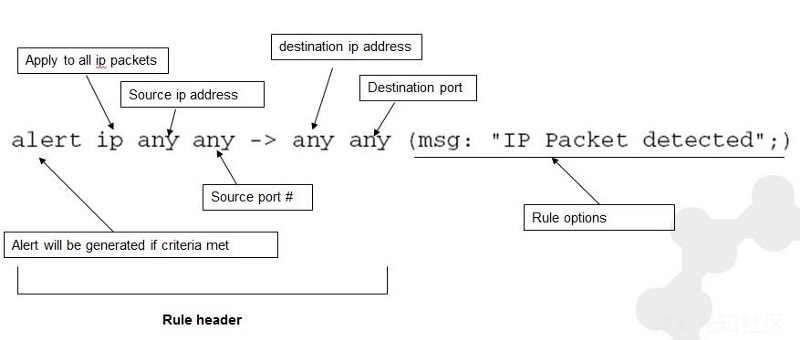 destination ip address
Apply to all ip packets
Destination port
Source ip address
alert ip any any -> any any (msg: "IP Packet detected";)
Source port #
Rule options
Alert will be generated if criteria met
Rule header
先知社区